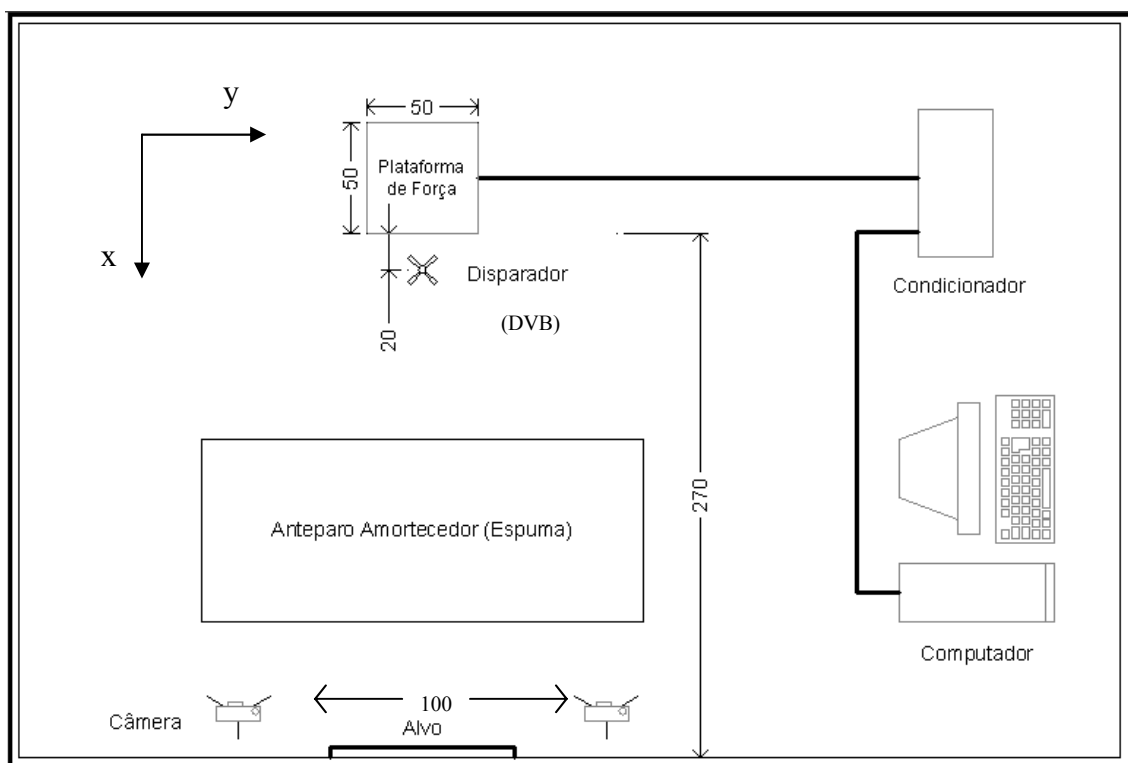 y
50
50
Plataforma
de Força
x
20
Disparador
(DVB)
Condicionador
270
Anteparo Amortecedor (Espuma)
Computador
Câmera
100
Alvo